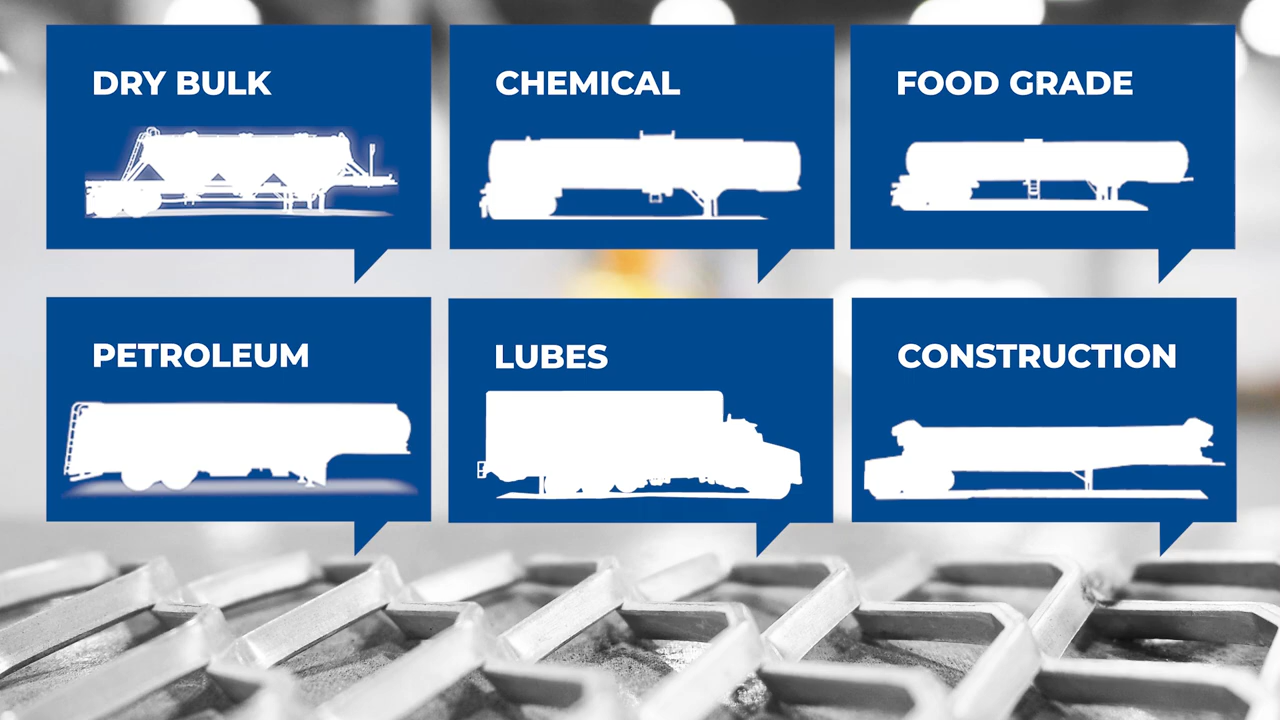 DRY BULK
CHEMICAL
FOOD GRADE
PETROLEUM
LUBES
CONSTRUCTION